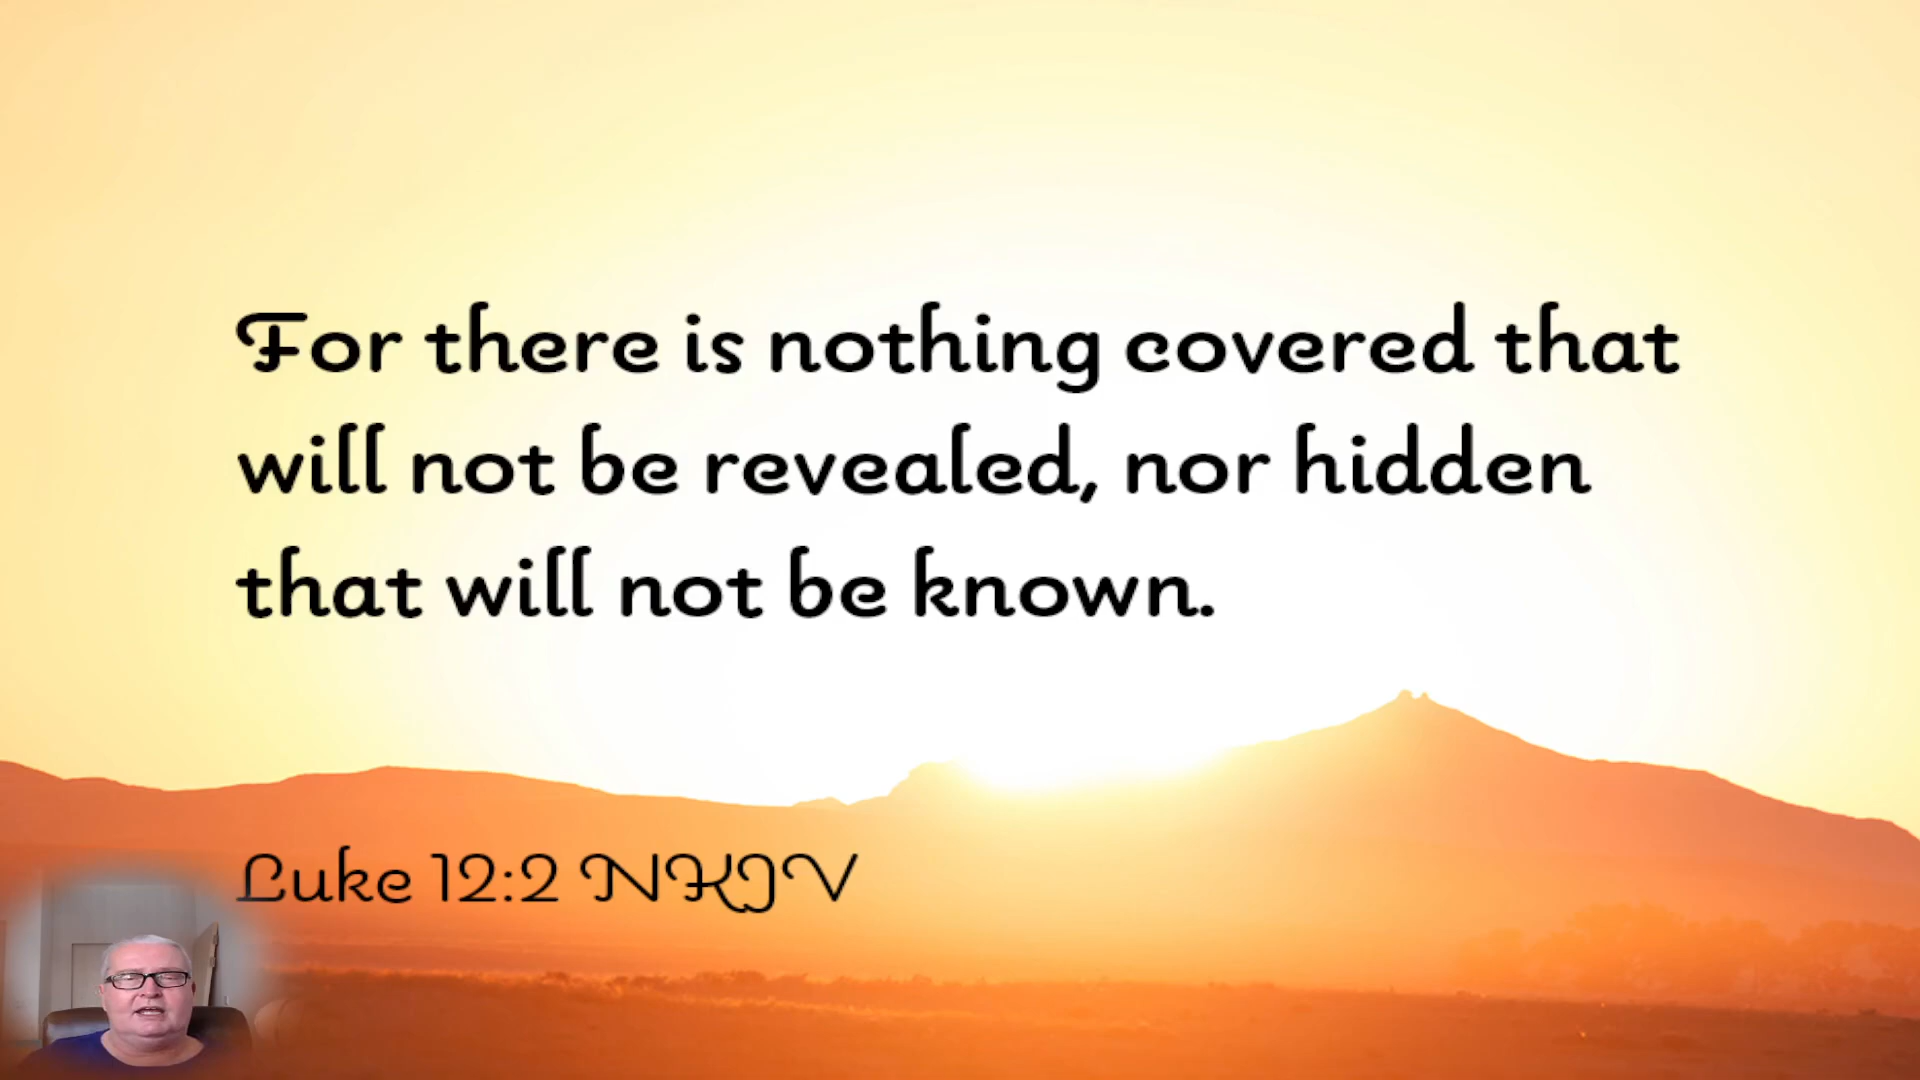 For there is nothing covered that
will not be revealed, nor hidden
that will not be known.
Luke 12:2 NKJV